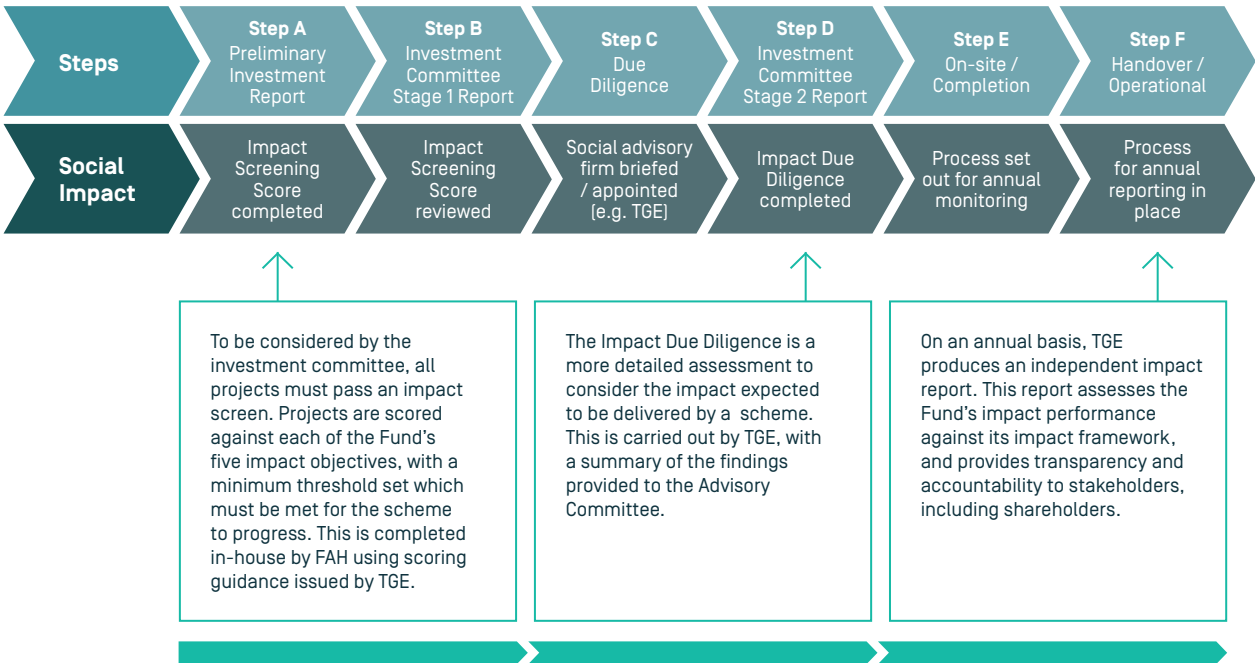 Steps
Step A
Preliminary
Investment
Report
Step B
Investment
Committee
Stage 1 Report
Step C
Due
Diligence
Step D
Investment
Committee
Stage 2 Report
Step E
On-site /
Completion
Step F
Handover /
Operational
Social
Impact
Impact
Screening
Score
completed
Impact
Screening
Score
reviewed
Social advisory
firm briefed
/ appointed
(e.g. TGE)
Impact Due
Diligence
completed
Process set
out for annual
monitoring
Process
for annual
reporting in
place
To be considered by the
investment committee, all
projects must pass an impact
screen. Projects are scored
against each of the Fund's
five impact objectives, with a
minimum threshold set which
must be met for the scheme
to progress. This is completed
in-house by FAH using scoring
guidance issued by TGE.
The Impact Due Diligence is a
more detailed assessment to
consider the impact expected
to be delivered by a scheme.
This is carried out by TGE, with
a summary of the findings
provided to the Advisory
Committee.
On an annual basis, TGE
produces an independent impact
report. This report assesses the
Fund's impact performance
against its impact framework,
and provides transparency and
accountability to stakeholders,
including shareholders.